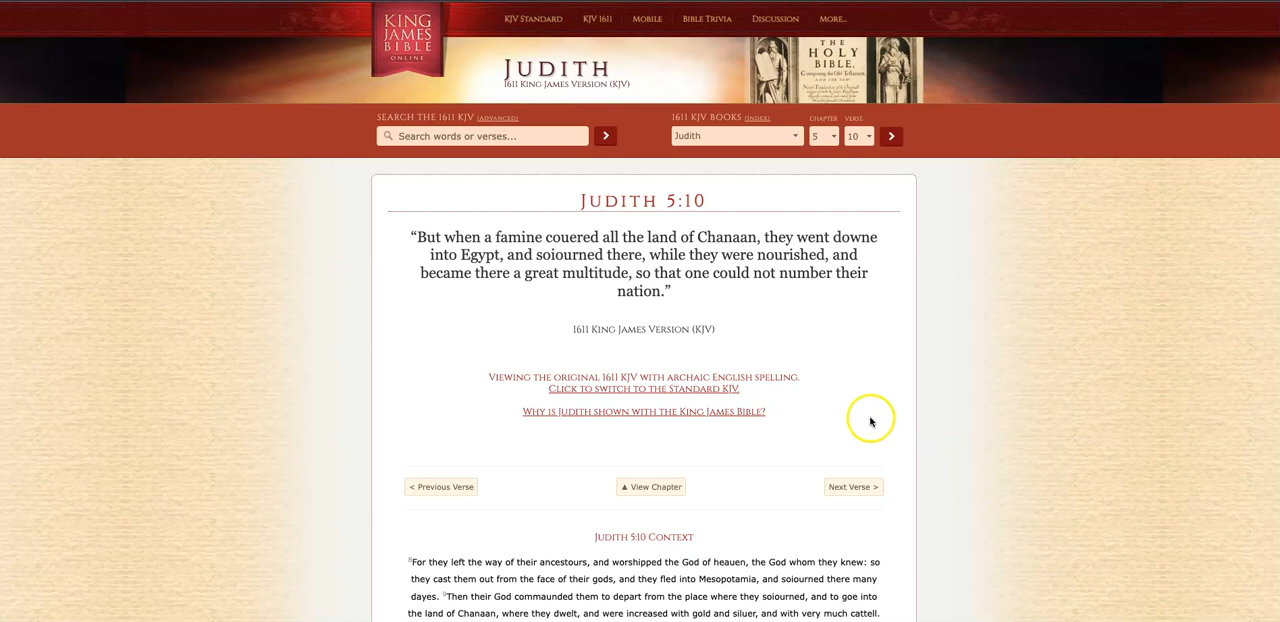 KING
JAMES
BIBLE
ONLINE
KJV STANDARD
KJV 1611
MOBILE
BIBLE TRIVIA
DISCUSSION
MORE...
JUDITH
1611 KING JAMES VERSION (KJV)
THE
HOLY
BIBLE,
SEARCH THE 1611 KJV (ADVANCED)
Search words or verses...
1611 KJV BOOKS (INDEX)
CHAPTER
VERSE
Judith
5
10
JUDITH 5:10
“But when a famine couered all the land of Chanaan, they went downe
into Egypt, and soiourned there, while they were nourished, and
became there a great multitude, so that one could not number their
nation.”
1611 KING JAMES VERSION (KJV)
VIEWING THE ORIGINAL 1611 KJV WITH ARCHAIC ENGLISH SPELLING.
CLICK TO SWITCH TO THE STANDARD KJV.
WHY IS JUDITH SHOWN WITH THE KING JAMES BIBLE?
< Previous Verse
▲ View Chapter
Next Verse >
JUDITH 5:10 CONTEXT
8For they left the way of their ancestours, and worshipped the God of heauen, the God whom they knew: so
they cast them out from the face of their gods, and they fled into Mesopotamia, and soiourned there many
dayes. 9Then their God commaunded them to depart from the place where they soiourned, and to goe into
the land of Chanaan, where they dwelt, and were increased with gold and siluer, and with very much cattell.